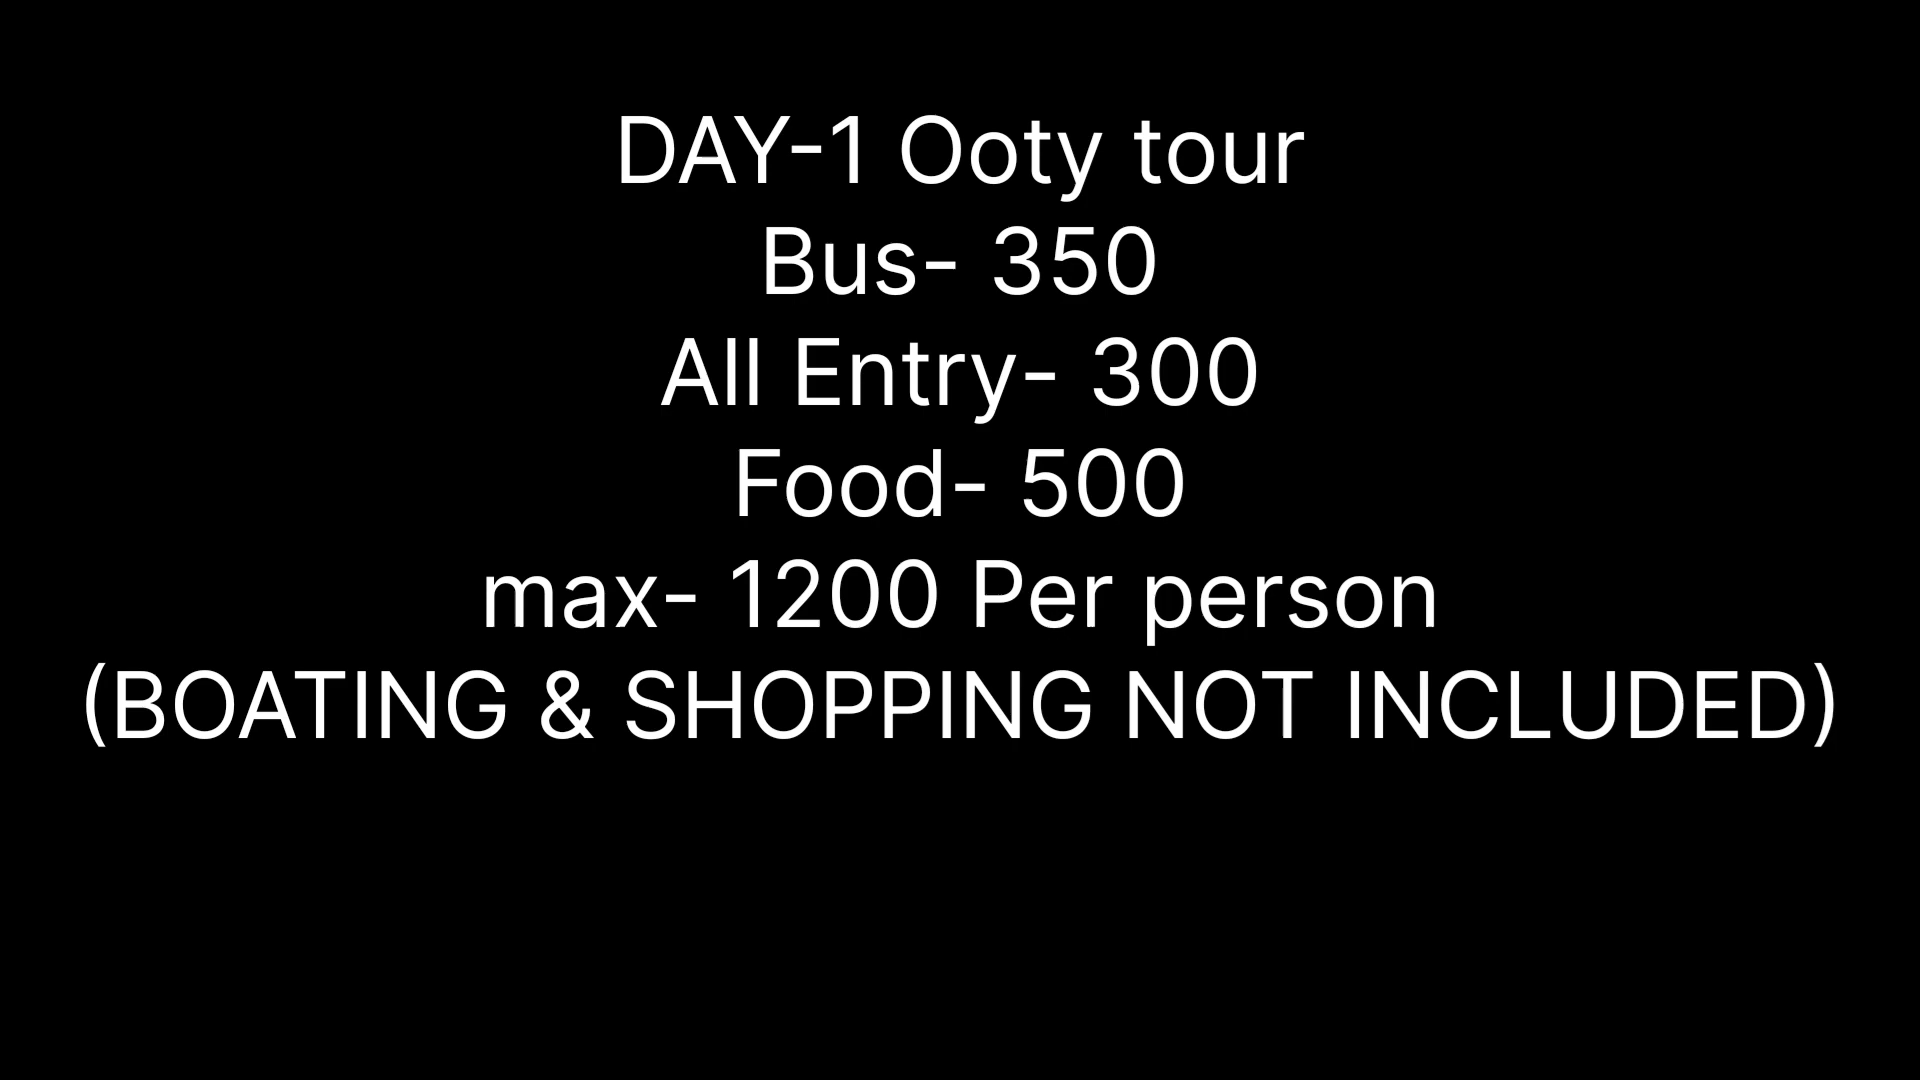 DAY-1 Ooty tour
Bus- 350
All Entry- 300
Food- 500
max- 1200 Per person
(BOATING & SHOPPING NOT INCLUDED)